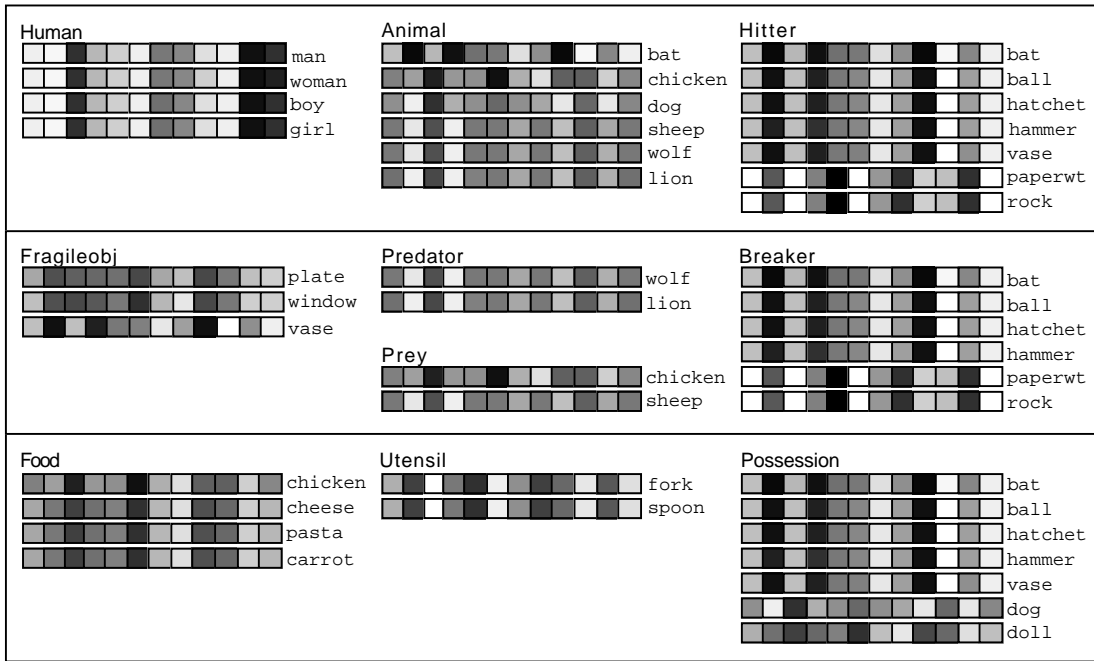 Human
man
woman
boy
girl
Animal
bat
chicken
dog
sheep
wolf
lion
Hitter
bat
ball
hatchet
hammer
vase
paperwt
rock
Fragileobj
plate
window
vase
Predator
wolf
lion
Prey
chicken
sheep
Breaker
bat
ball
hatchet
hammer
paperwt
rock
Food
chicken
cheese
pasta
carrot
Utensil
fork
spoon
Possession
bat
ball
hatchet
hammer
vase
dog
doll